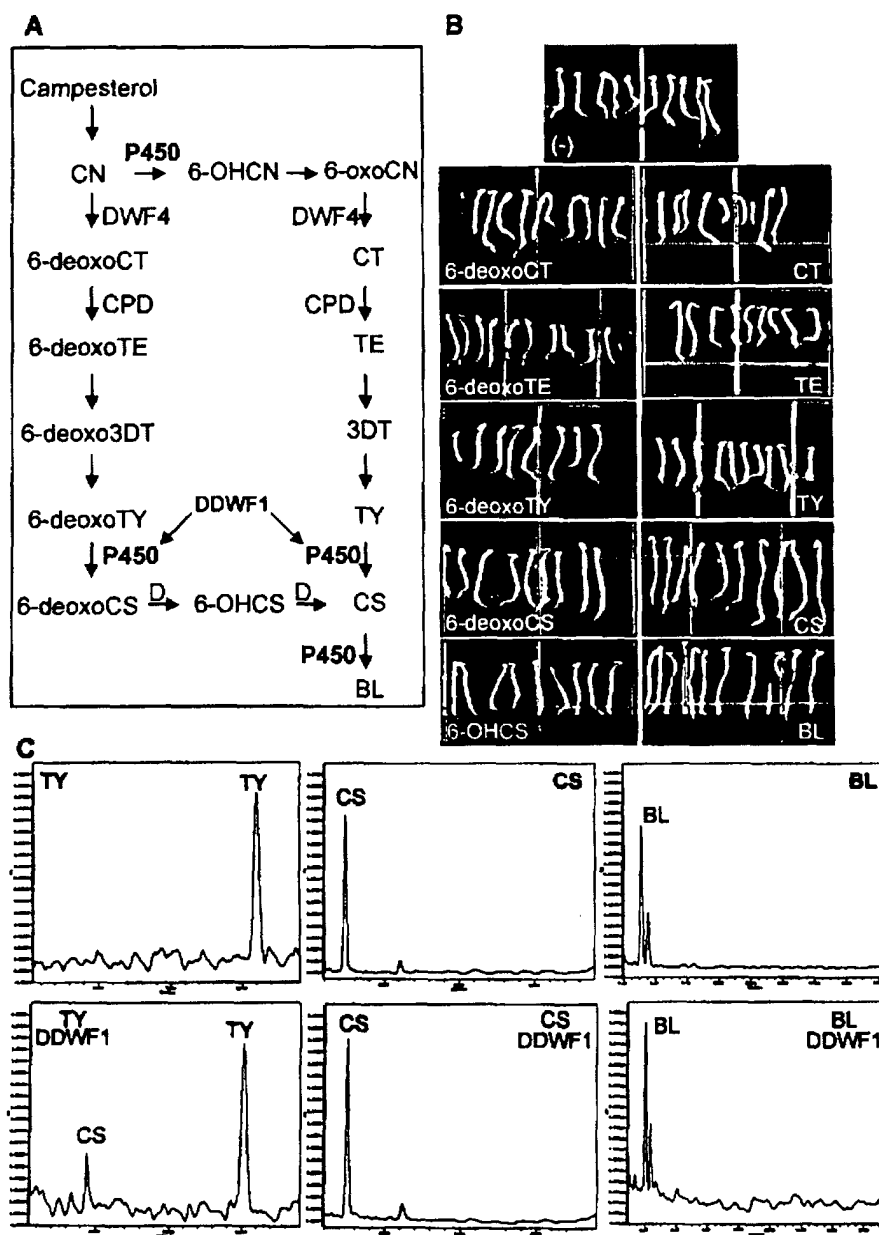 A
Campesterol
P450
CN 6-OHCN 6-oxoCN
DWF4 DWF4
6-deoxoCT CT
CPD CPD
6-deoxoTE TE
6-deoxo3DT 3DT
6-deoxoTY DDWF1 TY
P450 P450
6-deoxoCS D 6-OHCS D CS
P450
BL
B
(-)
6-deoxoCT CT
6-deoxoTE TE
6-deoxoTY TY
6-deoxoCS CS
6-OHCS BL
C
TY TY
CS CS
BL BL
TY DDWF1 CS TY
CS CS DDWF1
BL BL DDWF1